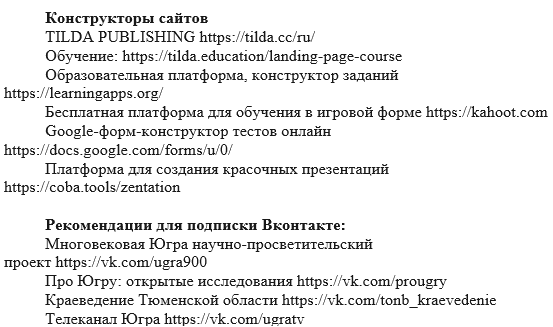 Конструкторы сайтов
TILDA PUBLISHING https://tilda.cc/ru/
Обучение: https://tilda.education/landing-page-course
Образовательная платформа, конструктор заданий
https://learningapps.org/
Бесплатная платформа для обучения в игровой форме https://kahoot.com
Google-форм-конструктор тестов онлайн
https://docs.google.com/forms/u/0/
Платформа для создания красочных презентаций
https://coba.tools/zentation
Рекомендации для подписки Вконтакте:
Многовековая Югра научно-просветительский
проект https://vk.com/ugra900
Про Югру: открытые исследования https://vk.com/prougry
Краеведение Тюменской области https://vk.com/tonb_kraevedenie
Телеканал Югра https://vk.com/ugratv